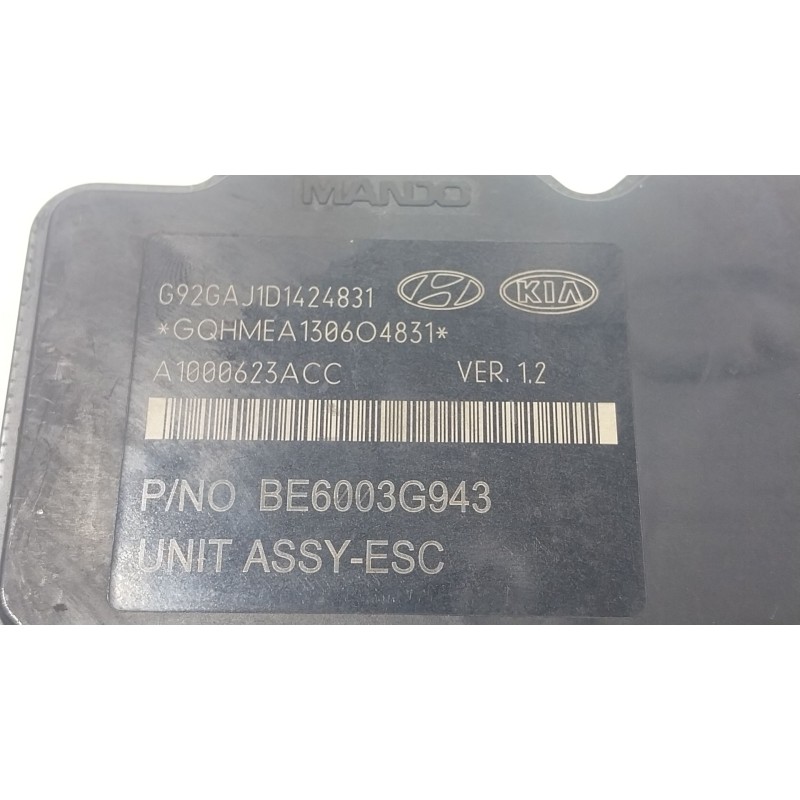 MANDO
G92GAJ1D1424831 KIA
*GQHMEA1306O4831*
A1000623ACC VER. 1.2
P/NO BE6003G943
UNIT ASSY-ESC